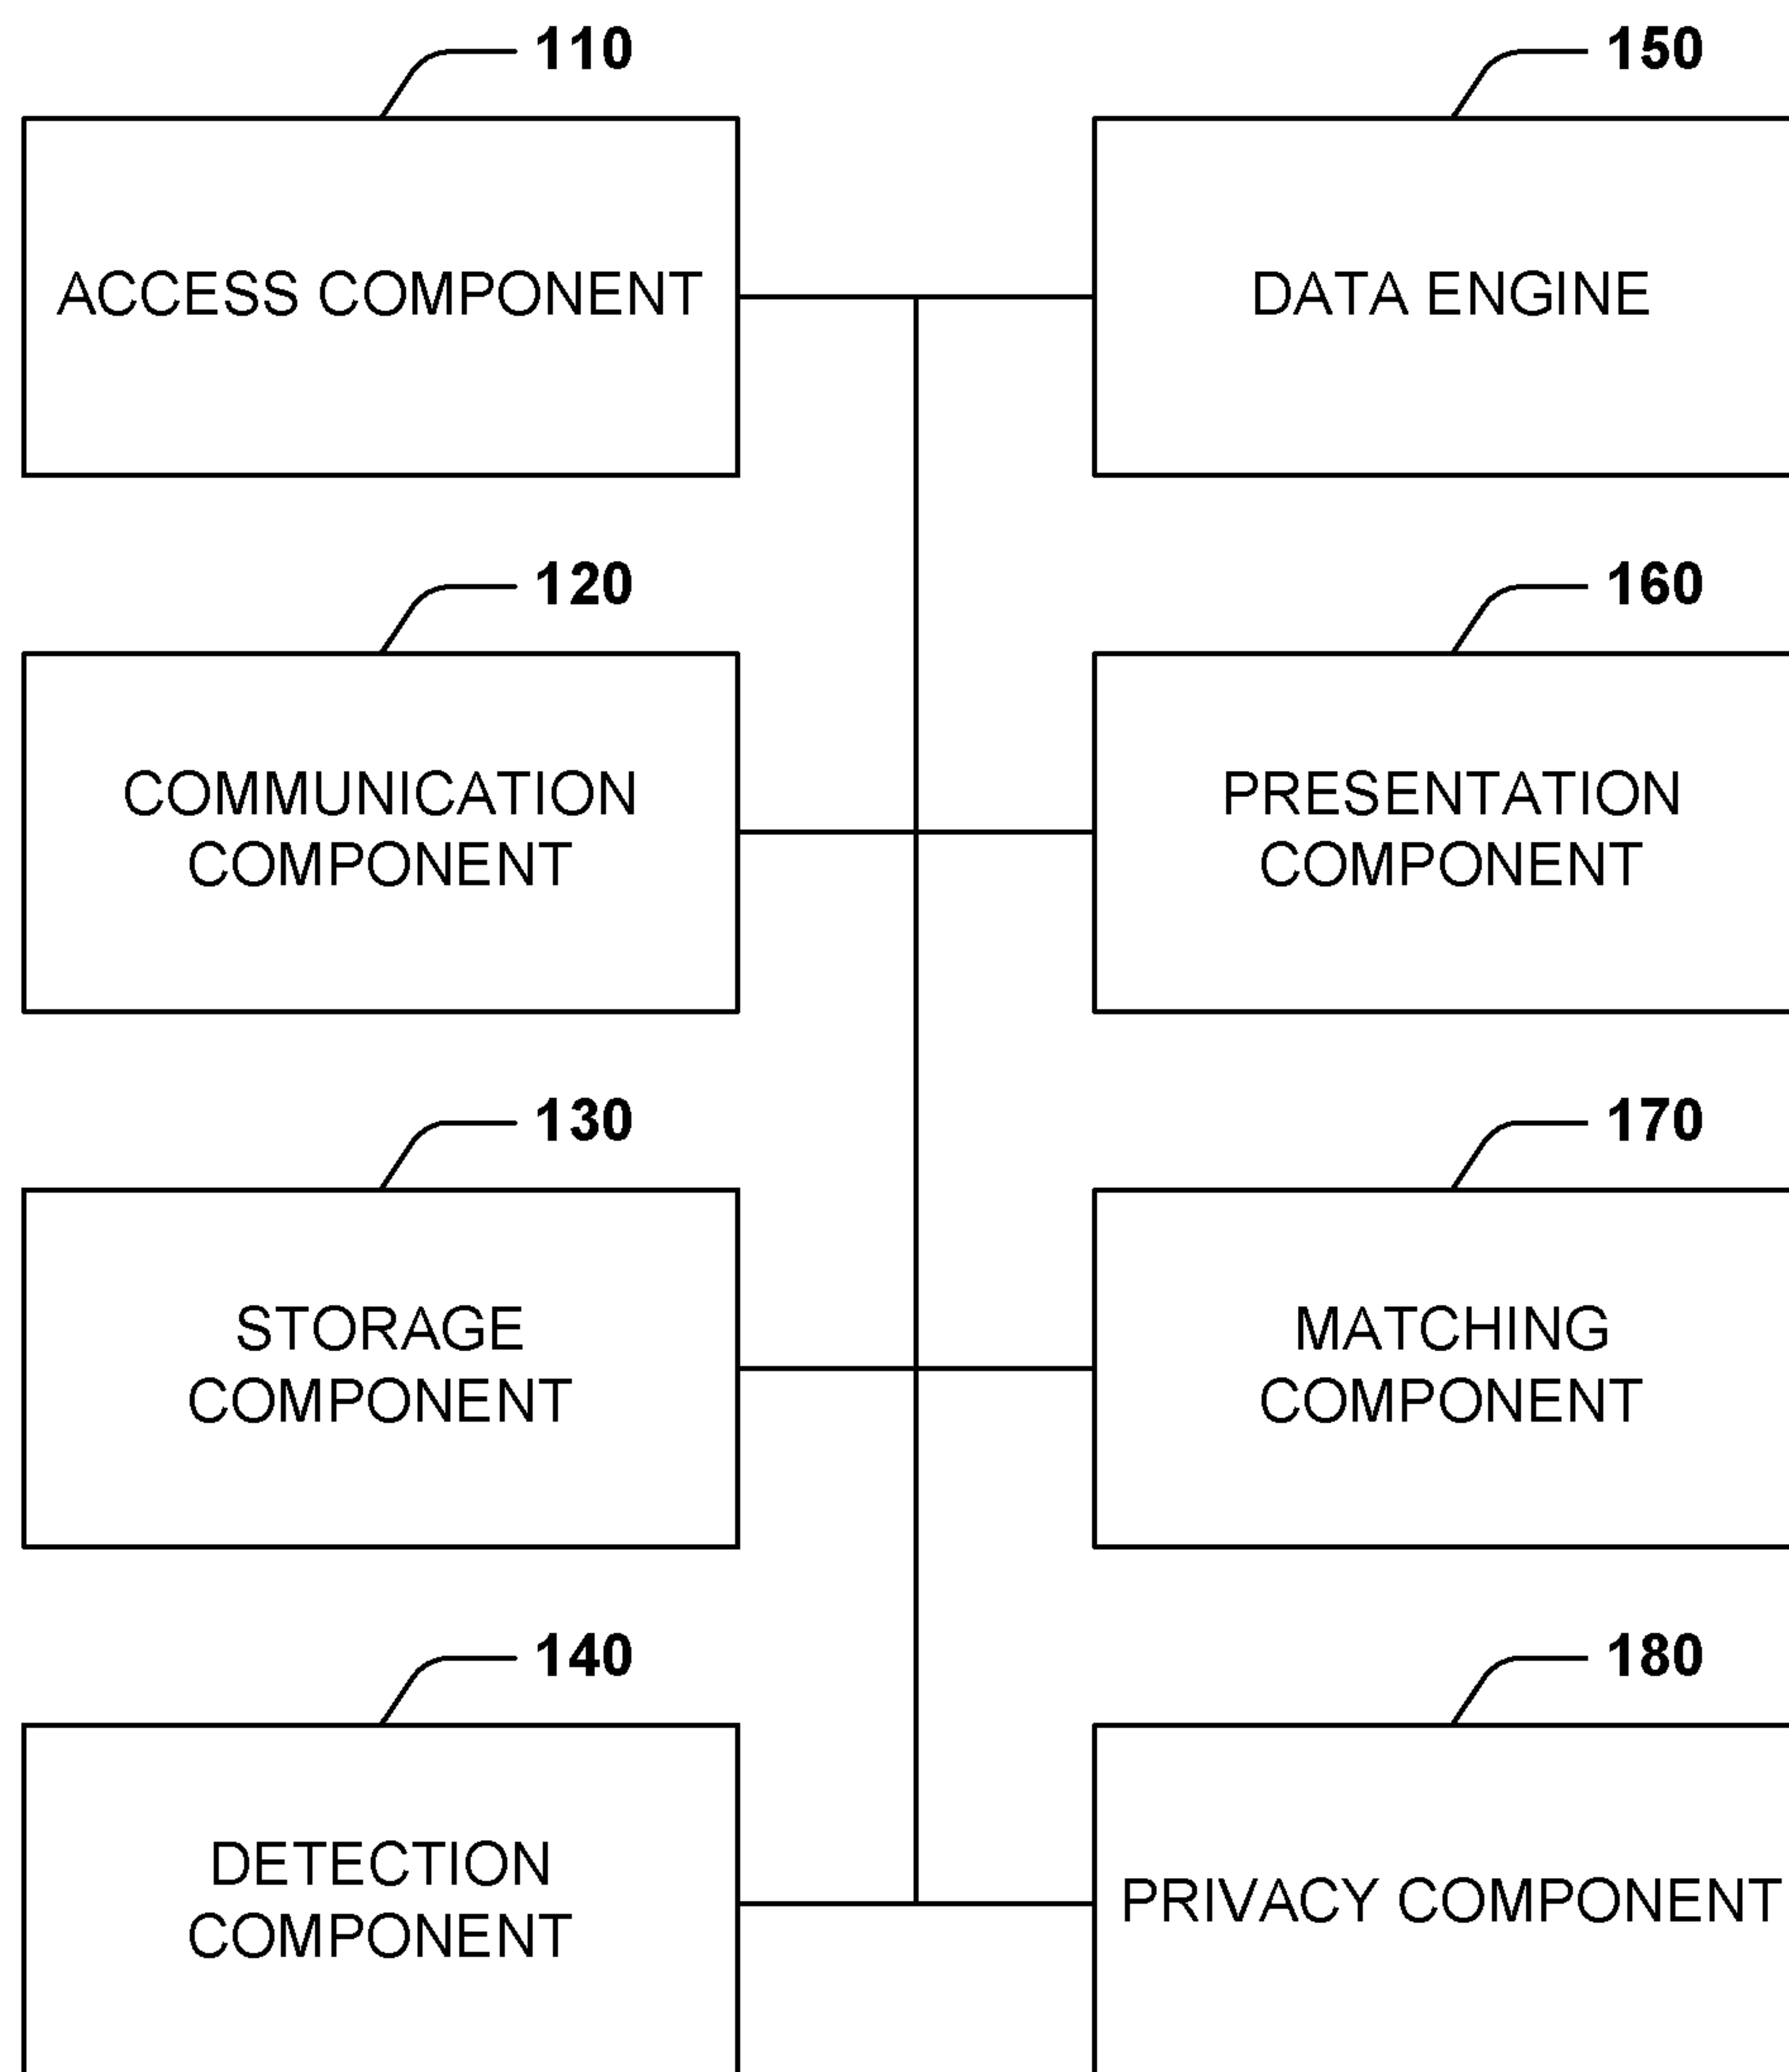 110
ACCESS COMPONENT
150
DATA ENGINE
120
COMMUNICATION
COMPONENT
160
PRESENTATION
COMPONENT
130
STORAGE
COMPONENT
170
MATCHING
COMPONENT
140
DETECTION
COMPONENT
180
PRIVACY COMPONENT